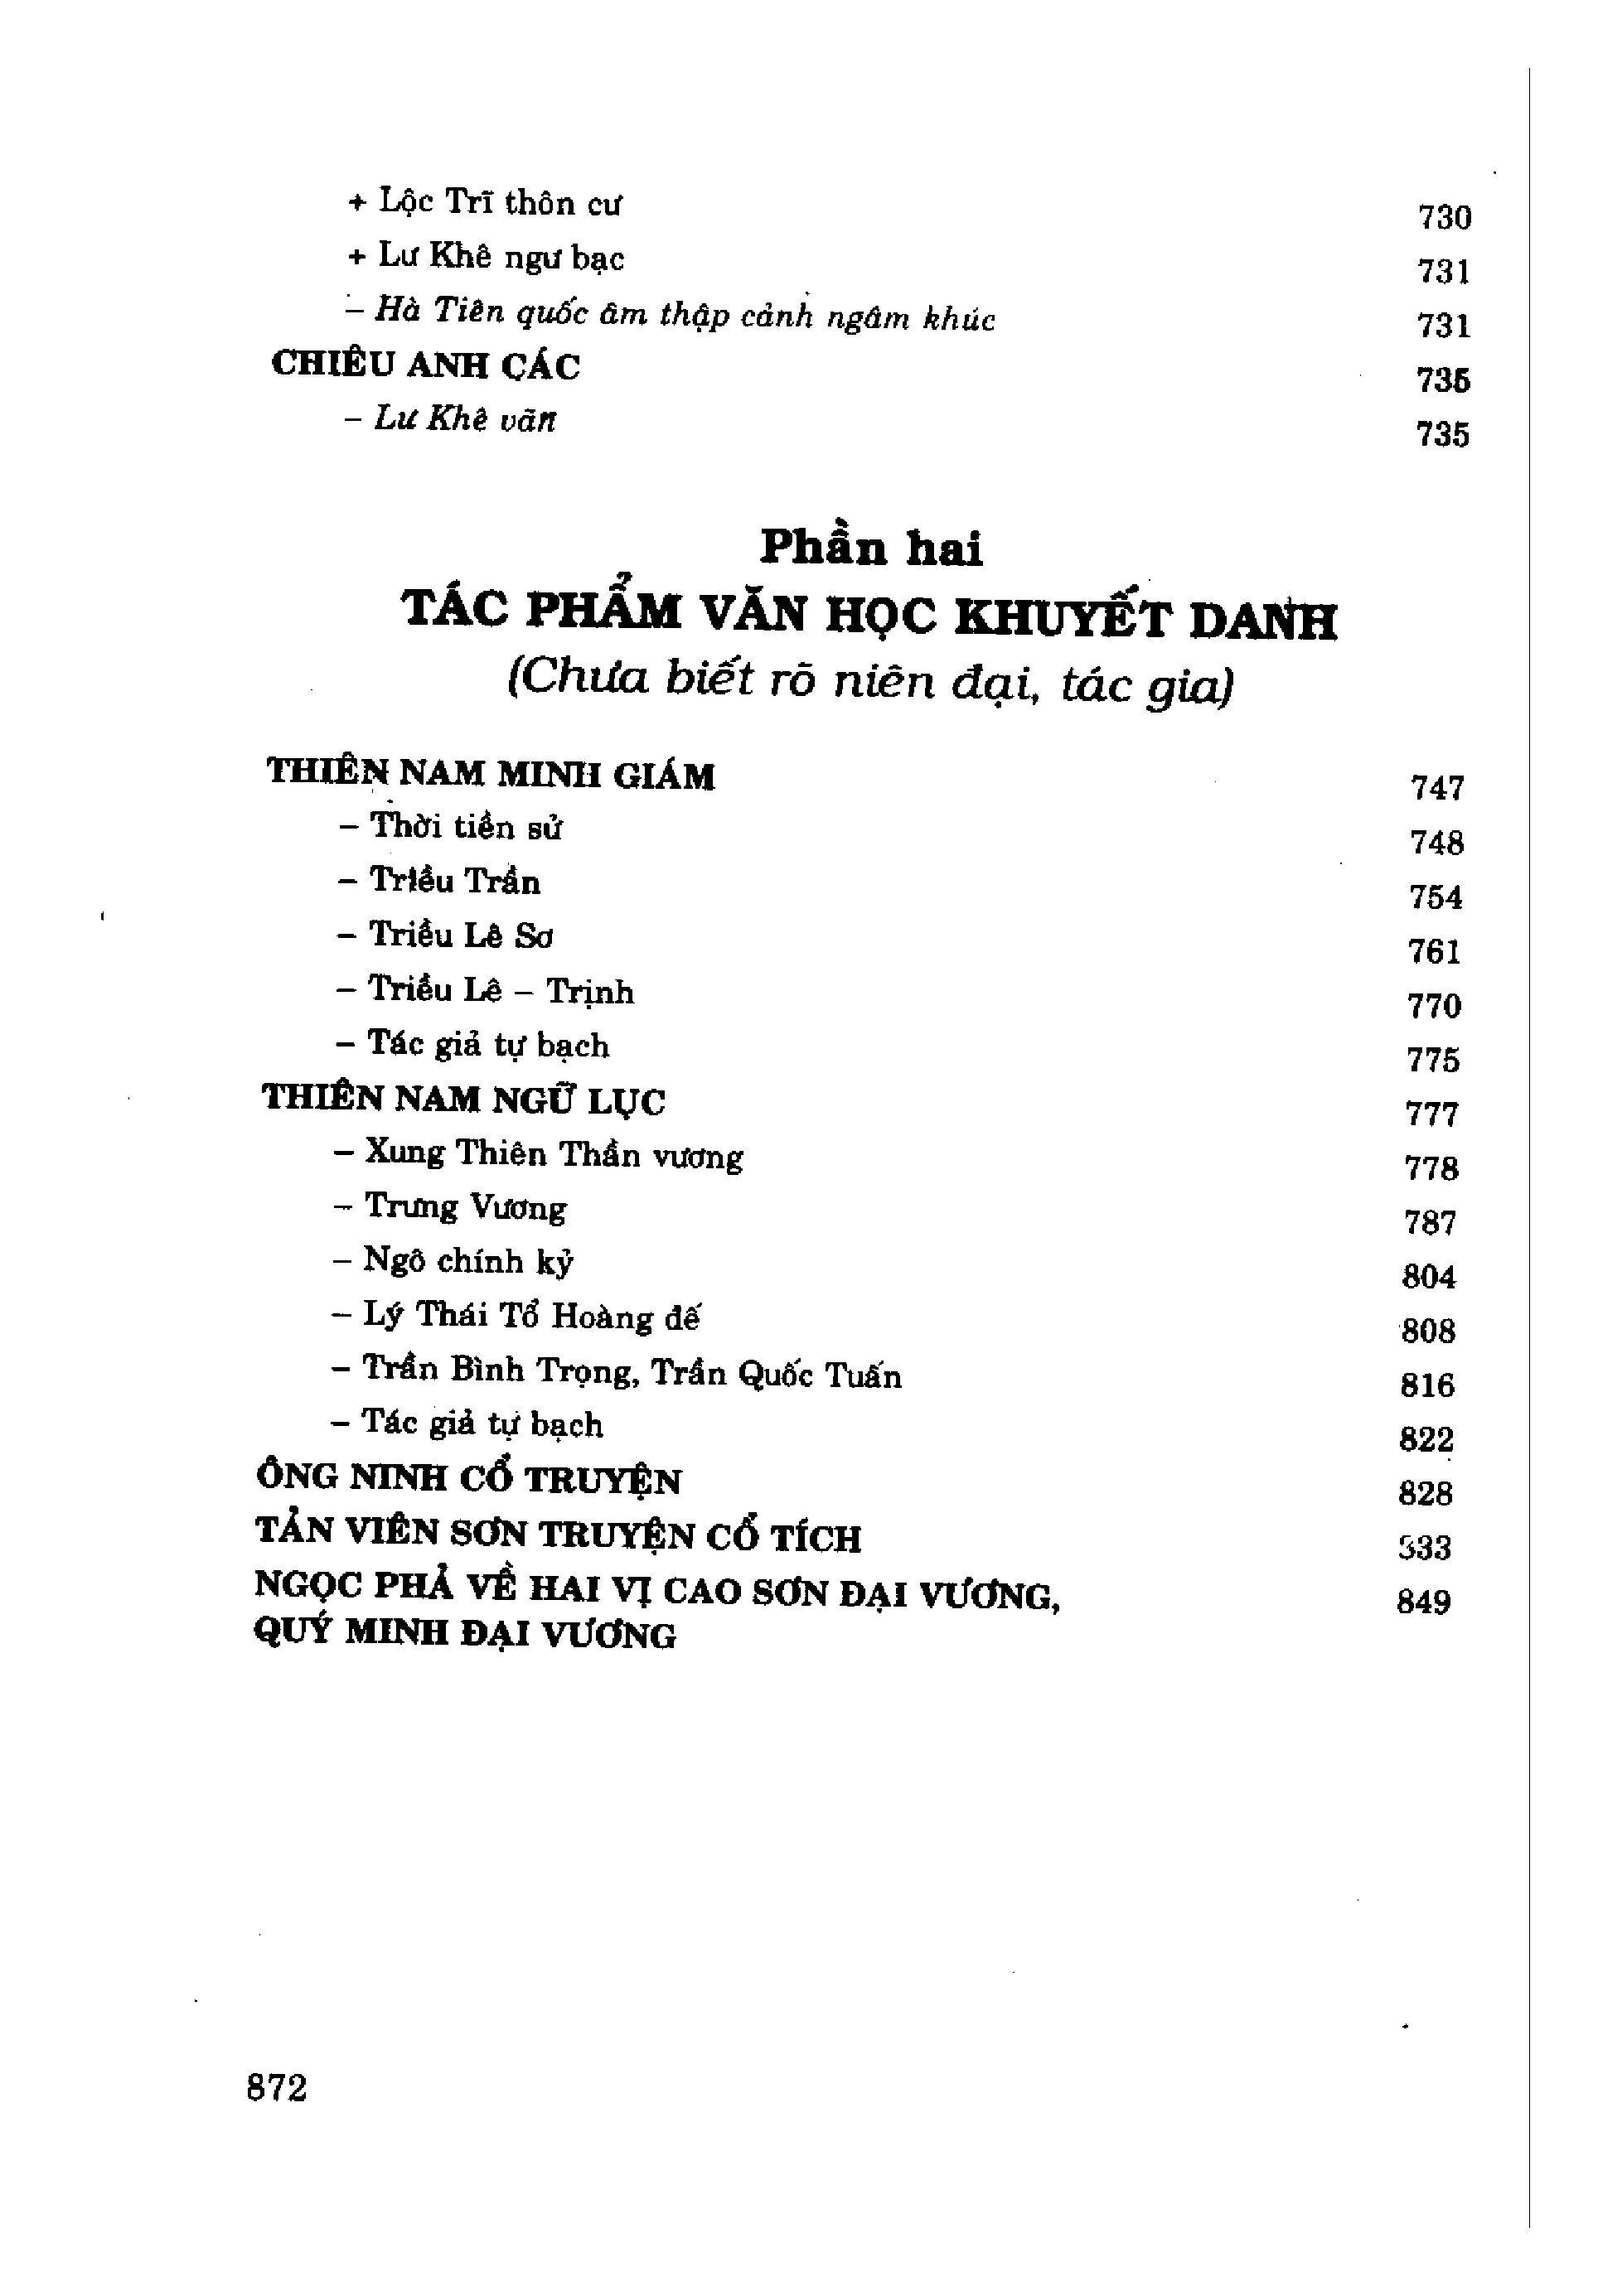 + Lộc Trĩ thôn cư 730
+ Lư Khê ngư bạc 731
– Hà Tiên quốc âm thập cảnh ngâm khúc 731
CHIÊU ANH CÁC 735
– Lư Khê vãn 735
Phần hai
TÁC PHẨM VĂN HỌC KHUYẾT DANH
(Chưa biết rõ niên đại, tác gia)
THIÊN NAM MINH GIÁM 747
– Thời tiền sử 748
– Triều Trần 754
– Triều Lê Sơ 761
– Triều Lê – Trịnh 770
– Tác giả tự bạch 775
THIÊN NAM NGỮ LỤC 777
– Xung Thiên Thần vương 778
– Trưng Vương 787
– Ngô chính kỷ 804
– Lý Thái Tổ Hoàng đế 808
– Trần Bình Trọng, Trần Quốc Tuấn 816
– Tác giả tự bạch 822
ÔNG NINH CỔ TRUYỆN 828
TẢN VIÊN SƠN TRUYỆN CỔ TÍCH 833
NGỌC PHẢ VỀ HAI VỊ CAO SƠN ĐẠI VƯƠNG, 849
QUÝ MINH ĐẠI VƯƠNG
872